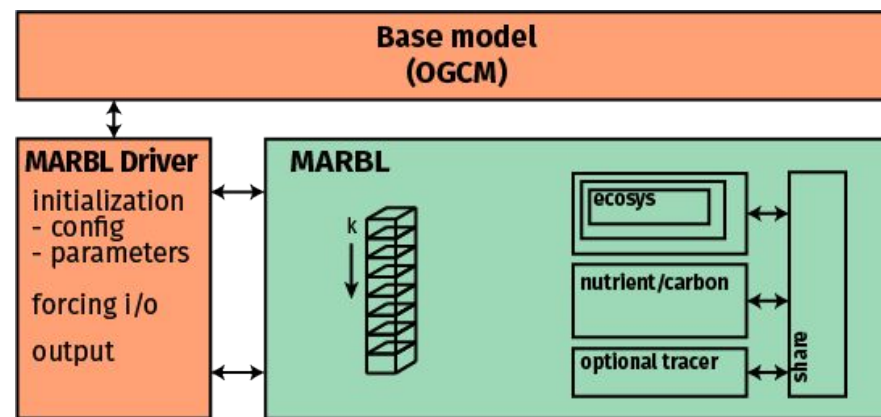 Base model
(OGCM)
MARBL Driver
initialization
- config
- parameters
forcing i/o
output
MARBL
k
ecosys
nutrient/carbon
optional tracer
share